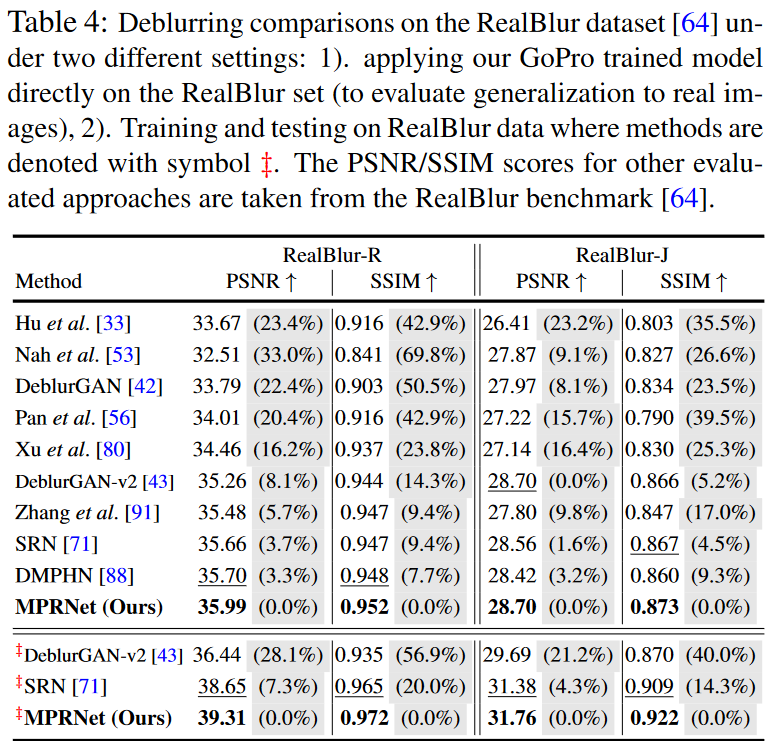 Table 4: Deblurring comparisons on the RealBlur dataset [64] un-
der two different settings: 1). applying our GoPro trained model
directly on the RealBlur set (to evaluate generalization to real im-
ages), 2). Training and testing on RealBlur data where methods are
denoted with symbol ‡. The PSNR/SSIM scores for other evalu-
ated approaches are taken from the RealBlur benchmark [64].
RealBlur-R RealBlur-J
Method PSNR ↑ SSIM ↑ PSNR ↑ SSIM ↑
Hu et al. [33] 33.67 (23.4%) 0.916 (42.9%) 26.41 (23.2%) 0.803 (35.5%)
Nah et al. [53] 32.51 (33.0%) 0.841 (69.8%) 27.87 (9.1%) 0.827 (26.6%)
DeblurGAN [42] 33.79 (22.4%) 0.903 (50.5%) 27.97 (8.1%) 0.834 (23.5%)
Pan et al. [56] 34.01 (20.4%) 0.916 (42.9%) 27.22 (15.7%) 0.790 (39.5%)
Xu et al. [80] 34.46 (16.2%) 0.937 (23.8%) 27.14 (16.4%) 0.830 (25.3%)
DeblurGAN-v2 [43] 35.26 (8.1%) 0.944 (14.3%) 28.70 (0.0%) 0.866 (5.2%)
Zhang et al. [91] 35.48 (5.7%) 0.947 (9.4%) 27.80 (9.8%) 0.847 (17.0%)
SRN [71] 35.66 (3.7%) 0.947 (9.4%) 28.56 (1.6%) 0.867 (4.5%)
DMPHN [88] 35.70 (3.3%) 0.948 (7.7%) 28.42 (3.2%) 0.860 (9.3%)
MPRNet (Ours) 35.99 (0.0%) 0.952 (0.0%) 28.70 (0.0%) 0.873 (0.0%)
‡DeblurGAN-v2 [43] 36.44 (28.1%) 0.935 (56.9%) 29.69 (21.2%) 0.870 (40.0%)
‡SRN [71] 38.65 (7.3%) 0.965 (20.0%) 31.38 (4.3%) 0.909 (14.3%)
‡MPRNet (Ours) 39.31 (0.0%) 0.972 (0.0%) 31.76 (0.0%) 0.922 (0.0%)